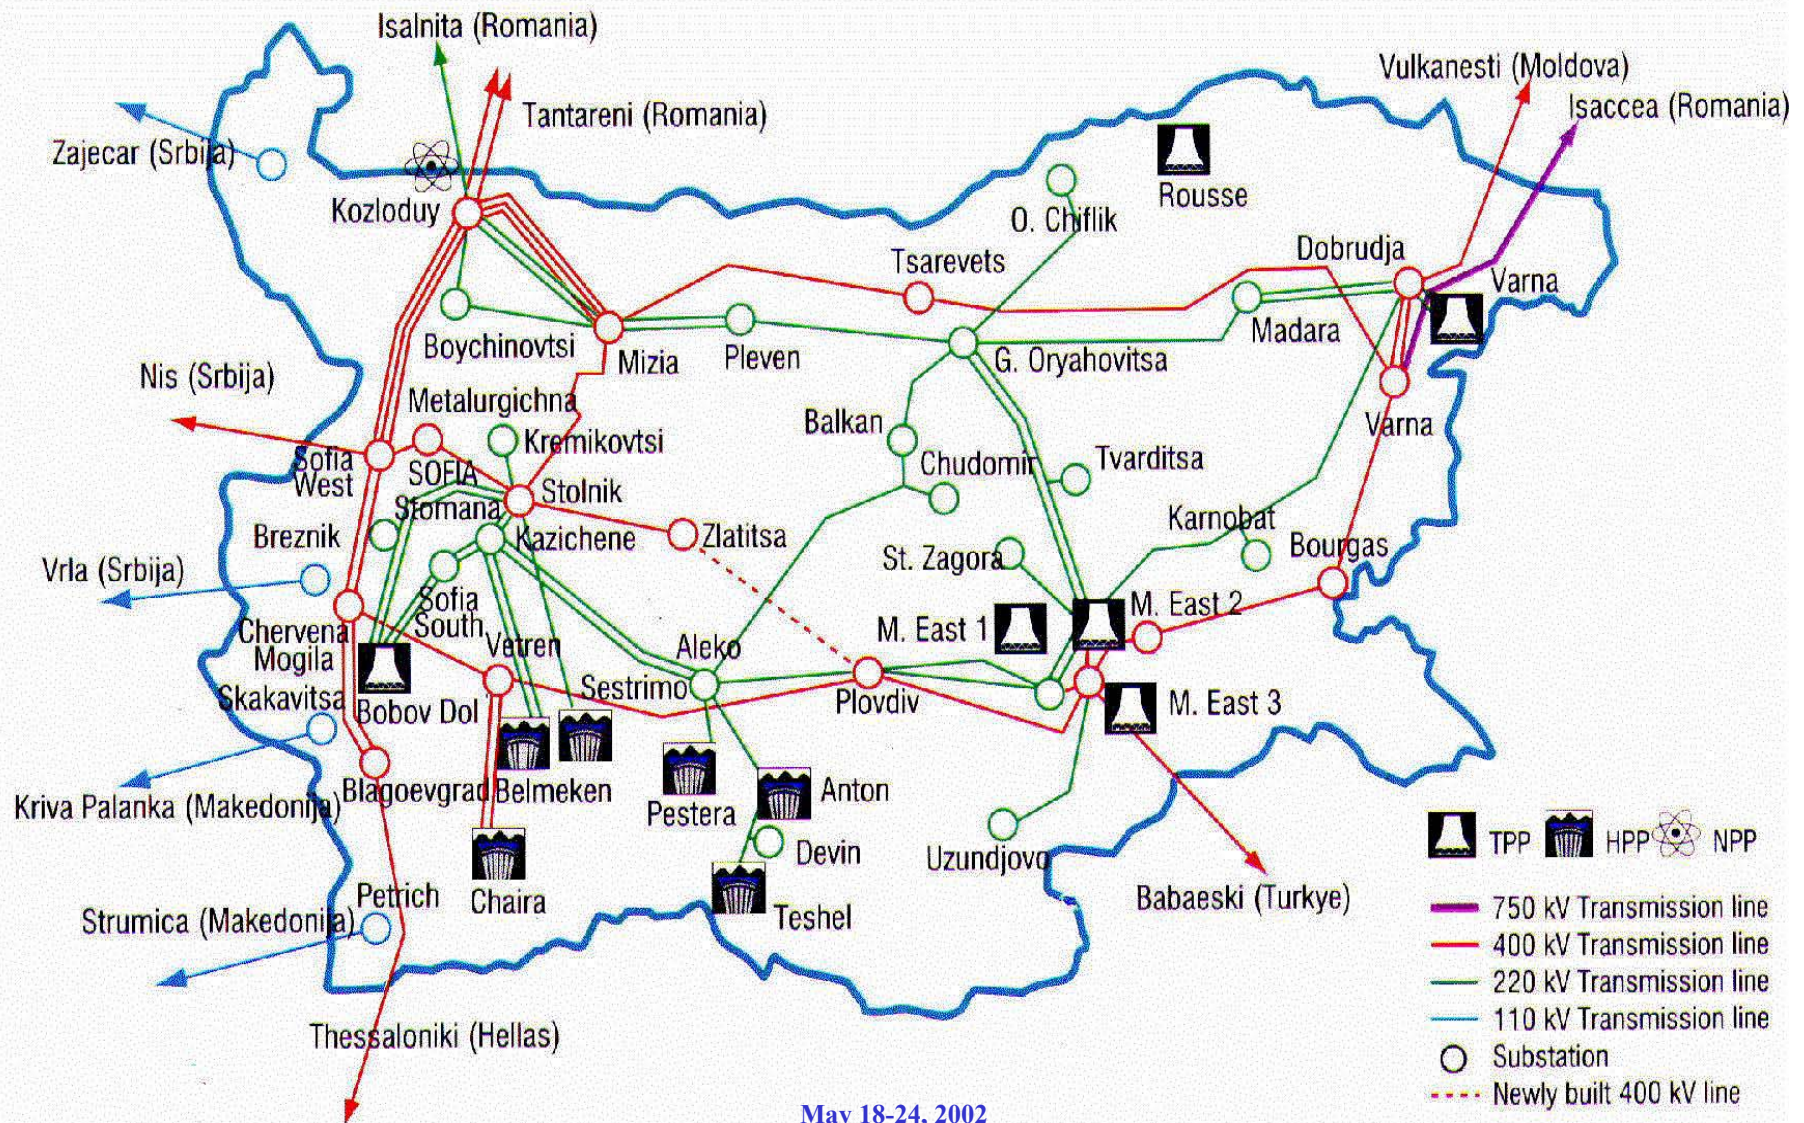 Isalnita (Romania)
Vulkanesti (Moldova)
Isaccea (Romania)
Tantareni (Romania)
Zajecar (Srbija)
Rousse
Kozloduy
O. Chiflik
Dobrudja
Tsarevets
Varna
Boychinovtsi
Mizia
Pleven
G. Oryahovitsa
Madara
Nis (Srbija)
Metalurgichna
Balkan
Varna
Kremikovtsi
Sofia
West
SOFIA
Chudomir
Tvarditsa
Stolnik
Stomana
Karnobat
Breznik
Kazichene
Zlatitsa
St. Zagora
Bourgas
Vrla (Srbija)
Sofia
South
M. East 2
Chervena
Mogila
Vetren
Aleko
M. East 1
Skakavitsa
Sestrimo
Plovdiv
M. East 3
Bobov Dol
Kriva Palanka (Makedonija)
Blagoevgrad
Belmeken
Pestera
Anton
Devin
Uzundjovo
TPP
HPP
NPP
Petrich
Chaira
Babaeski (Turkye)
Strumica (Makedonija)
Teshel
750 kV Transmission line
400 kV Transmission line
220 kV Transmission line
110 kV Transmission line
Thessaloniki (Hellas)
Substation
Newly built 400 kV line
May 18-24, 2002